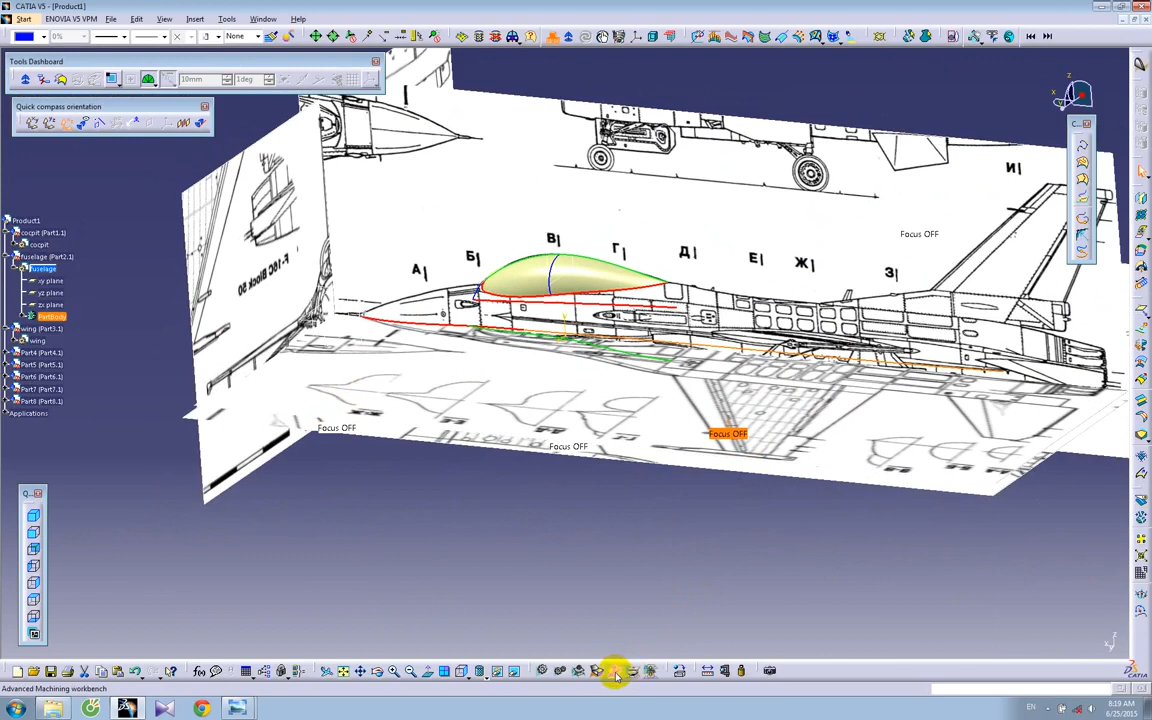 CATIA V5 - [Product1]
Start ENOVIA V5 VPM File Edit View Insert Tools Window Help
0% None
Tools Dashboard
10mm 1deg
Quick compass orientation
C...
z
x
y
И
Focus OFF
A Б В Г Д Е Ж З
Product1
cocpit (Part1.1)
cocpit
fuselage (Part2.1)
fuselage
xy plane
yz plane
zx plane
PartBody
wing (Part3.1)
wing
Part4 (Part4.1)
Part5 (Part5.1)
Part6 (Part6.1)
Part7 (Part7.1)
Part8 (Part8.1)
Applications
F-16C Block 50
Focus OFF
Focus OFF
Focus OFF
Q...
CATIA
Advanced Machining workbench
EN
8:19 AM
6/25/2015